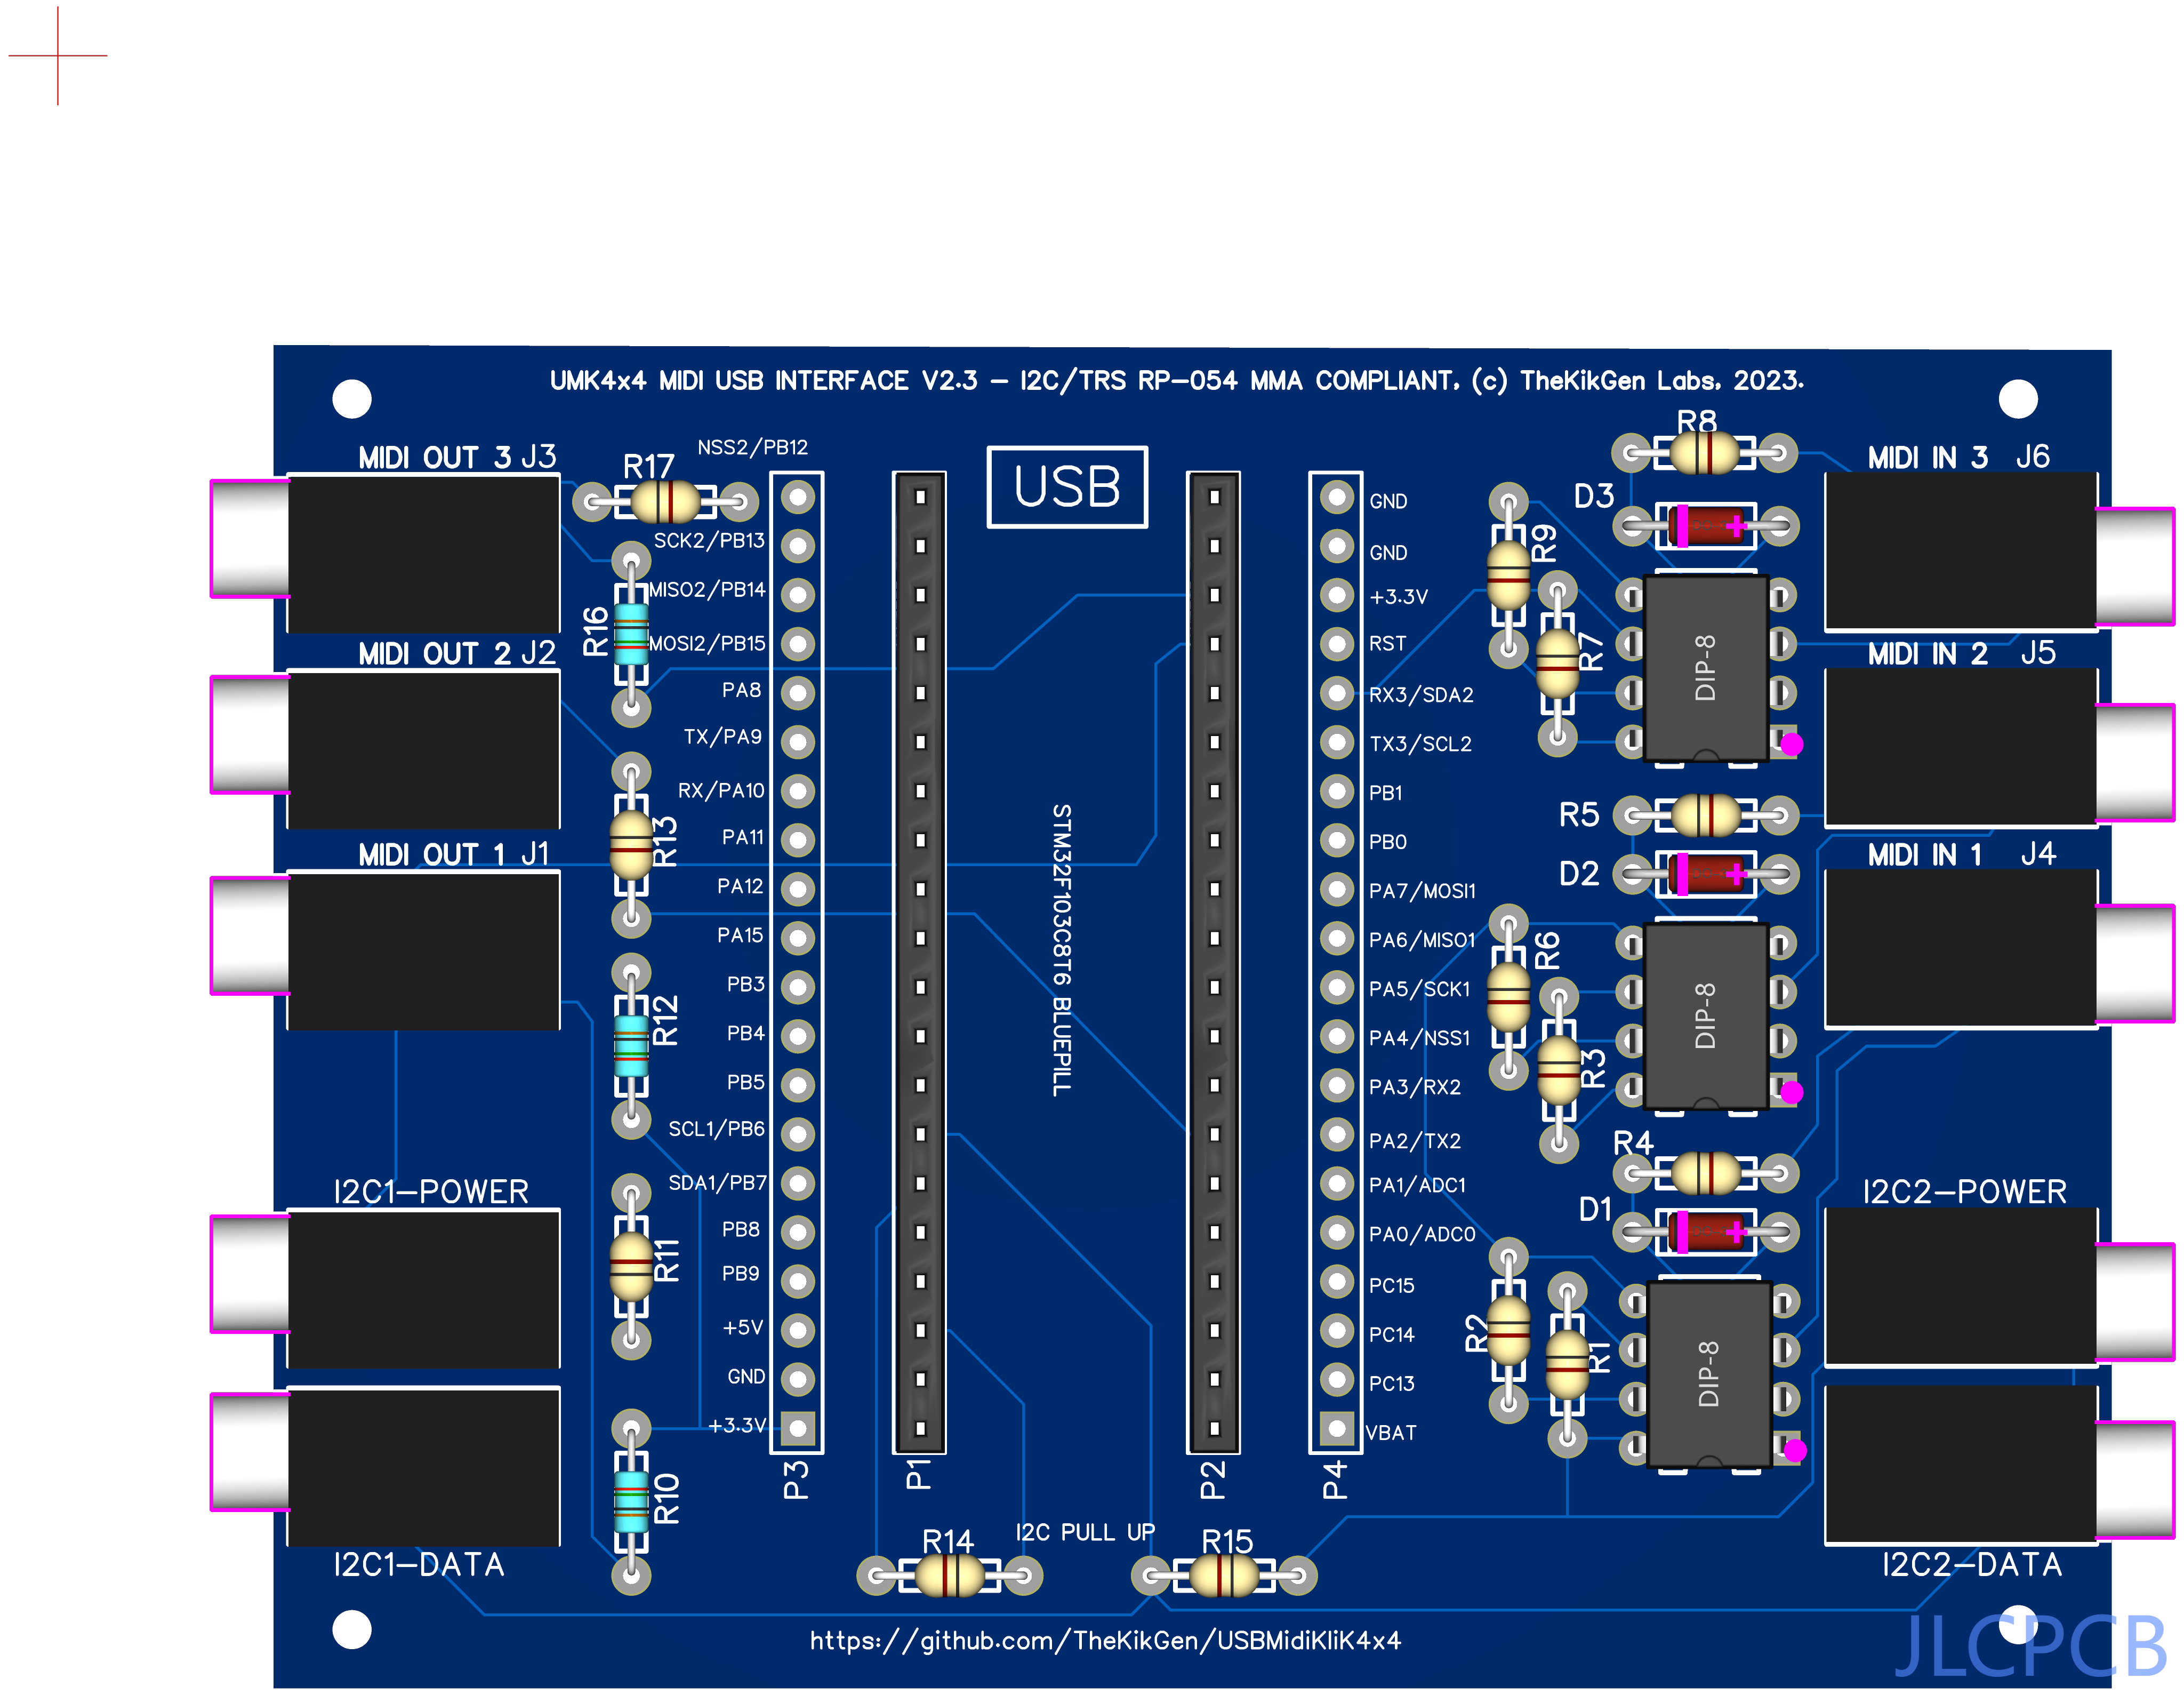 UMK4x4 MIDI USB INTERFACE V2.3 – I2C/TRS RP-054 MMA COMPLIANT, (c) TheKikGen Labs, 2023.
MIDI OUT 3 J3
R17
NSS2/PB12
SCK2/PB13
R16
MISO2/PB14
MOSI2/PB15
MIDI OUT 2 J2
PA8
TX/PA9
RX/PA10
R13
PA11
MIDI OUT 1 J1
PA12
PA15
PB3
R12
PB4
PB5
SCL1/PB6
SDA1/PB7
I2C1-POWER
PB8
R11
PB9
+5V
GND
+3.3V
R10
I2C1-DATA
P3
P1
USB
STM32F103C8T6 BLUEPILL
P2
P4
I2C PULL UP
R14
R15
GND
GND
+3.3V
RST
RX3/SDA2
TX3/SCL2
PB1
PB0
PA7/MOSI1
PA6/MISO1
PA5/SCK1
PA4/NSS1
PA3/RX2
PA2/TX2
PA1/ADC1
PA0/ADC0
PC15
PC14
PC13
VBAT
R8
D3
R9
R7
DIP-8
R5
D2
R6
R3
DIP-8
R4
D1
R2
R1
DIP-8
MIDI IN 3 J6
MIDI IN 2 J5
MIDI IN 1 J4
I2C2-POWER
I2C2-DATA
https://github.com/TheKikGen/USBMidiKliK4x4
JLCPCB